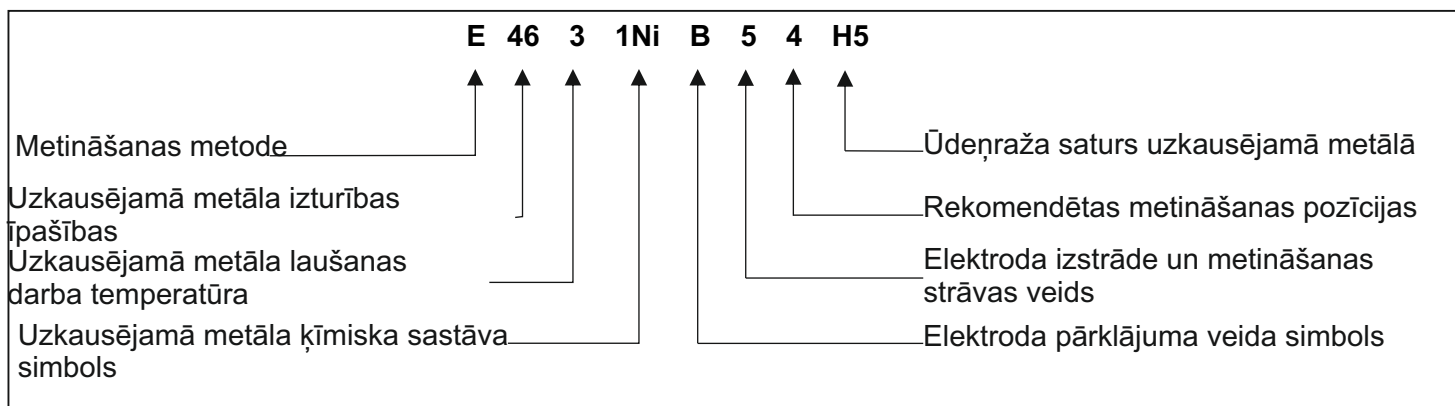 E 46 3 1Ni B 5 4 H5
Metināšanas metode
Uzkausējamā metāla izturības
īpašības
Uzkausējamā metāla laušanas
darba temperatūra
Uzkausējamā metāla ķīmiska sastāva
simbols
Ūdeņraža saturs uzkausējamā metālā
Rekomendētas metināšanas pozīcijas
Elektroda izstrāde un metināšanas
strāvas veids
Elektroda pārklājuma veida simbols